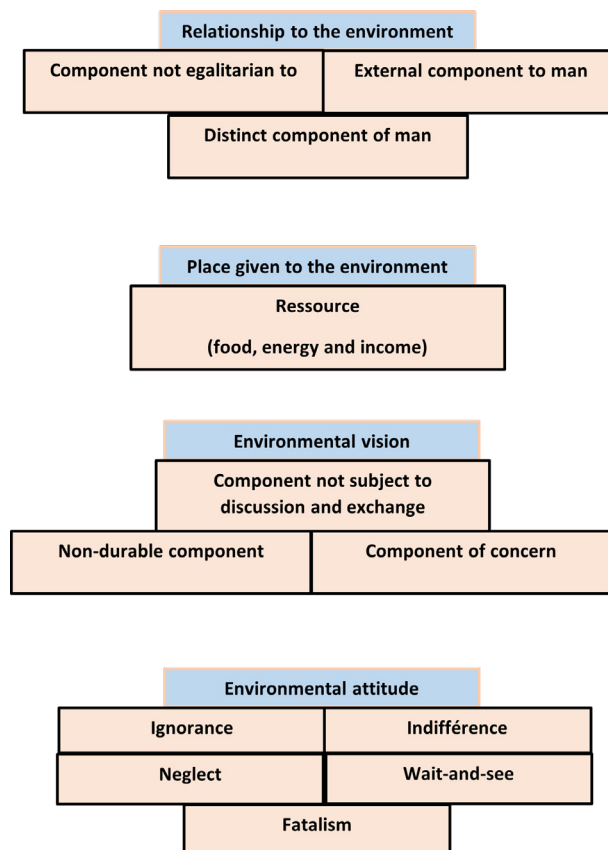 Relationship to the environment
Component not egalitarian to
External component to man
Distinct component of man
Place given to the environment
Ressource
(food, energy and income)
Environmental vision
Component not subject to
discussion and exchange
Non-durable component
Component of concern
Environmental attitude
Ignorance
Indifférence
Neglect
Wait-and-see
Fatalism